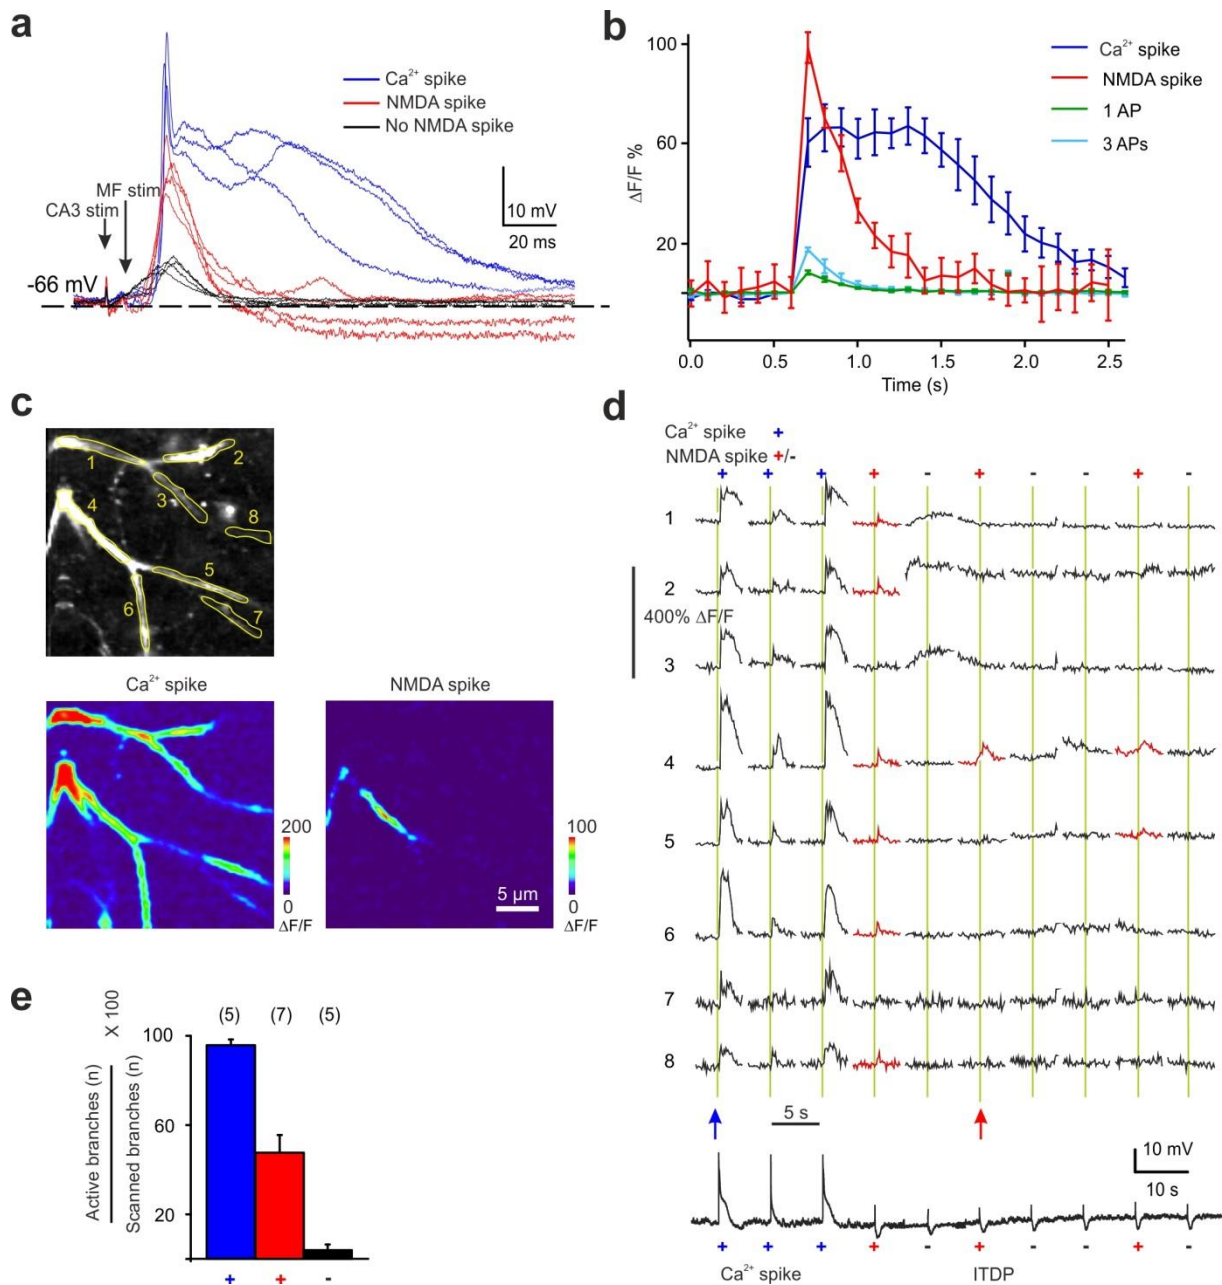 a
Ca²⁺ spike
NMDA spike
No NMDA spike
MF stim
CA3 stim
10 mV
20 ms
-66 mV
b
100
60
20
ΔF/F %
Ca²⁺ spike
NMDA spike
1 AP
3 APs
0.0
0.5
1.0
1.5
2.0
2.5
Time (s)
c
1
2
3
4
8
5
6
7
Ca²⁺ spike
NMDA spike
200
0
ΔF/F
100
0
ΔF/F
5 µm
d
Ca²⁺ spike +
NMDA spike +/-
+ + + + - + - - + -
1
2
400% ΔF/F
3
4
5
6
7
8
5 s
10 mV
10 s
+ + + + - + - - + -
Ca²⁺ spike
ITDP
e
Active branches (n)
Scanned branches (n)
X 100
(5) (7) (5)
100
60
20
+ + -